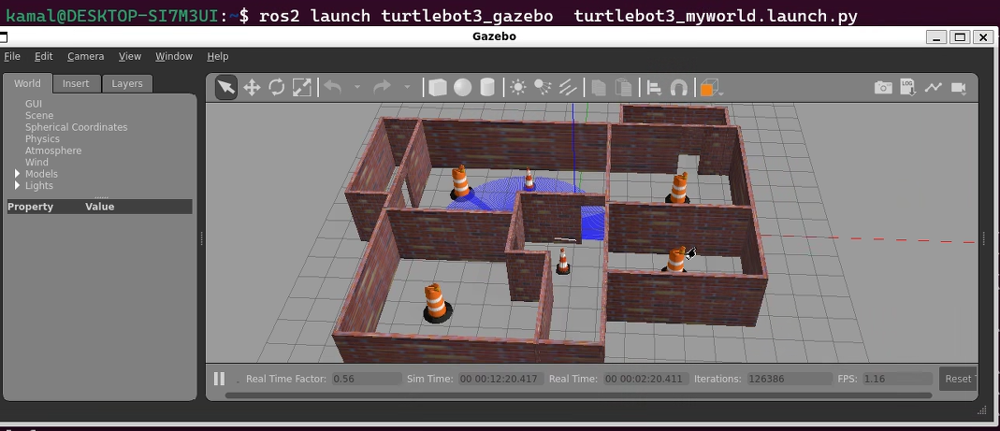 kamal@DESKTOP-SI7M3UI:~$ ros2 launch turtlebot3_gazebo  turtlebot3_myworld.launch.py
Gazebo
File Edit Camera View Window Help
World Insert Layers
GUI
Scene
Spherical Coordinates
Physics
Atmosphere
Wind
Models
Lights
Property Value
LOG
Real Time Factor: 0.56 Sim Time: 00 00:12:20.417 Real Time: 00 00:02:20.411 Iterations: 126386 FPS: 1.16 Reset